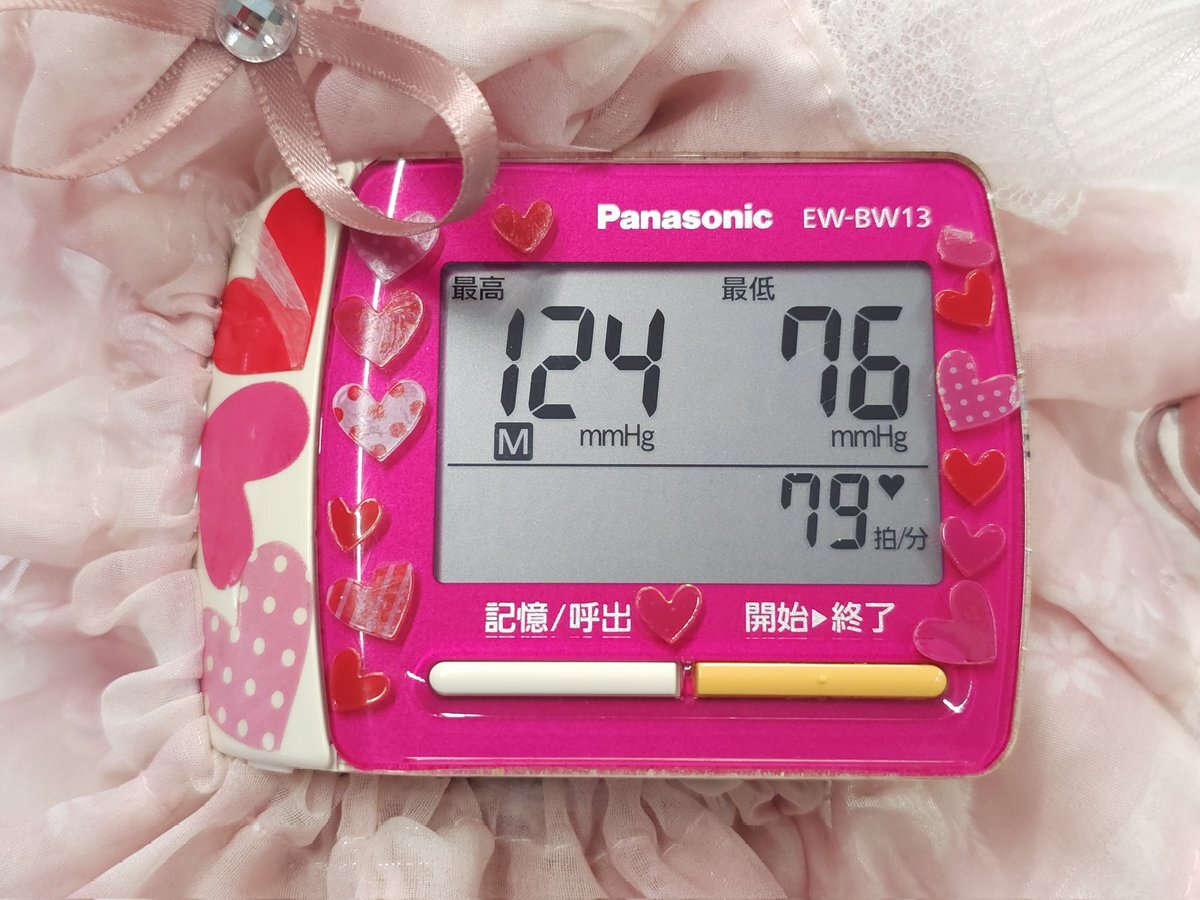 Panasonic EW-BW13
最高 最低
124 76
M mmHg mmHg
79♥
拍/分
記憶/呼出 開始▶終了